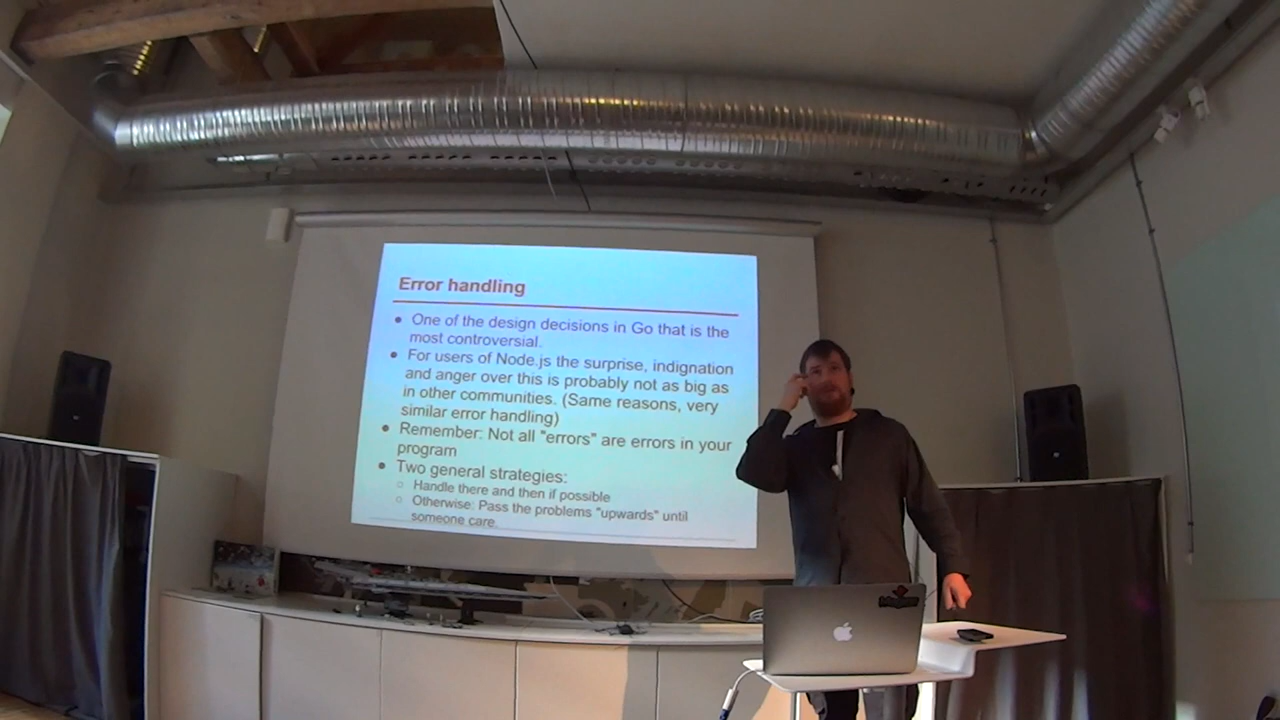 Error handling
One of the design decisions in Go that is the
most controversial.
For users of Node.js the surprise, indignation
and anger over this is probably not as big as
in other communities. (Same reasons, very
similar error handling)
Remember: Not all "errors" are errors in your
program
Two general strategies:
Handle there and then if possible
Otherwise: Pass the problems "upwards" until
someone care.